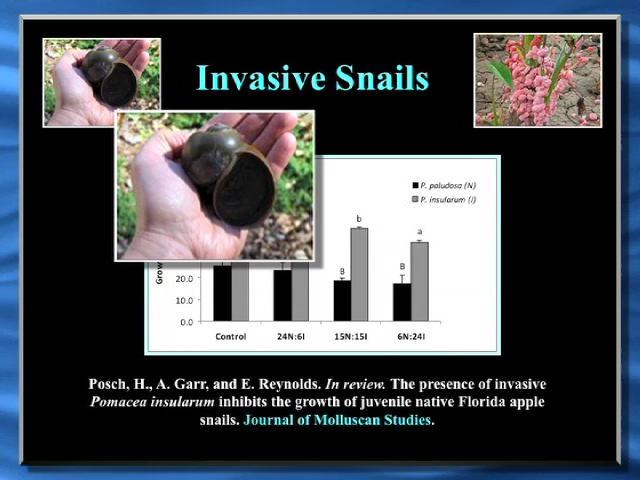 Invasive Snails
P. paludosa (N)
P. insularum (I)
b
a
B
B
20.0
10.0
0.0
Control 24N:6I 15N:15I 6N:24I
Posch, H., A. Garr, and E. Reynolds. In review. The presence of invasive
Pomacea insularum inhibits the growth of juvenile native Florida apple
snails. Journal of Molluscan Studies.